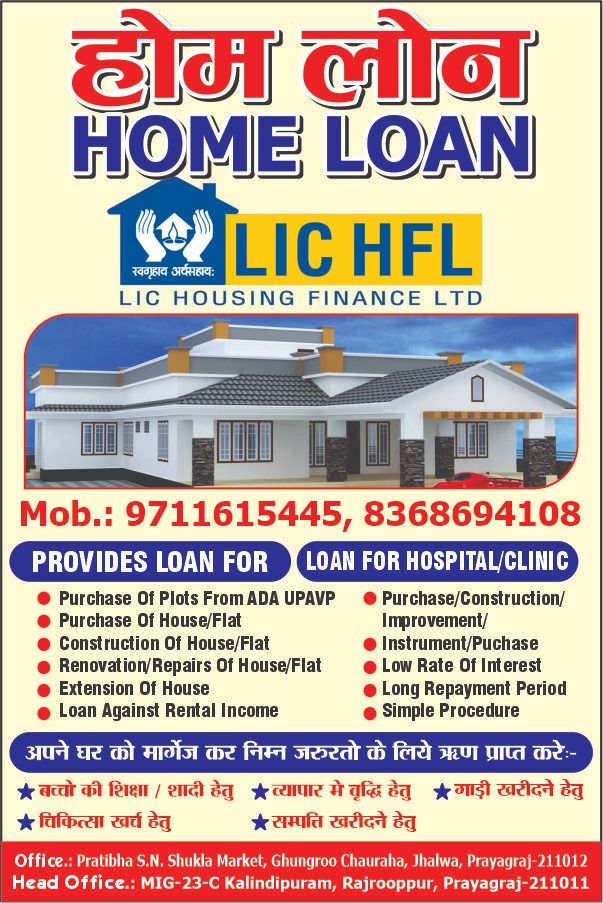 होम लोन
HOME LOAN
स्वगृहाय अर्थसहाय:
LIC HFL
LIC HOUSING FINANCE LTD
Mob.: 9711615445, 8368694108
PROVIDES LOAN FOR
Purchase Of Plots From ADA UPAVP
Purchase Of House/Flat
Construction Of House/Flat
Renovation/Repairs Of House/Flat
Extension Of House
Loan Against Rental Income
LOAN FOR HOSPITAL/CLINIC
Purchase/Construction/
Improvement/
Instrument/Puchase
Low Rate Of Interest
Long Repayment Period
Simple Procedure
अपने घर को मार्गेज कर निम्न जरुरतो के लिये ऋण प्राप्त करेः-
बच्चो की शिक्षा / शादी हेतु
व्यापार मे वृद्धि हेतु
गाड़ी खरीदने हेतु
चिकित्सा खर्च हेतु
सम्पति खरीदने हेतु
Office.: Pratibha S.N. Shukla Market, Ghungroo Chauraha, Jhalwa, Prayagraj-211012
Head Office.: MIG-23-C Kalindipuram, Rajrooppur, Prayagraj-211011